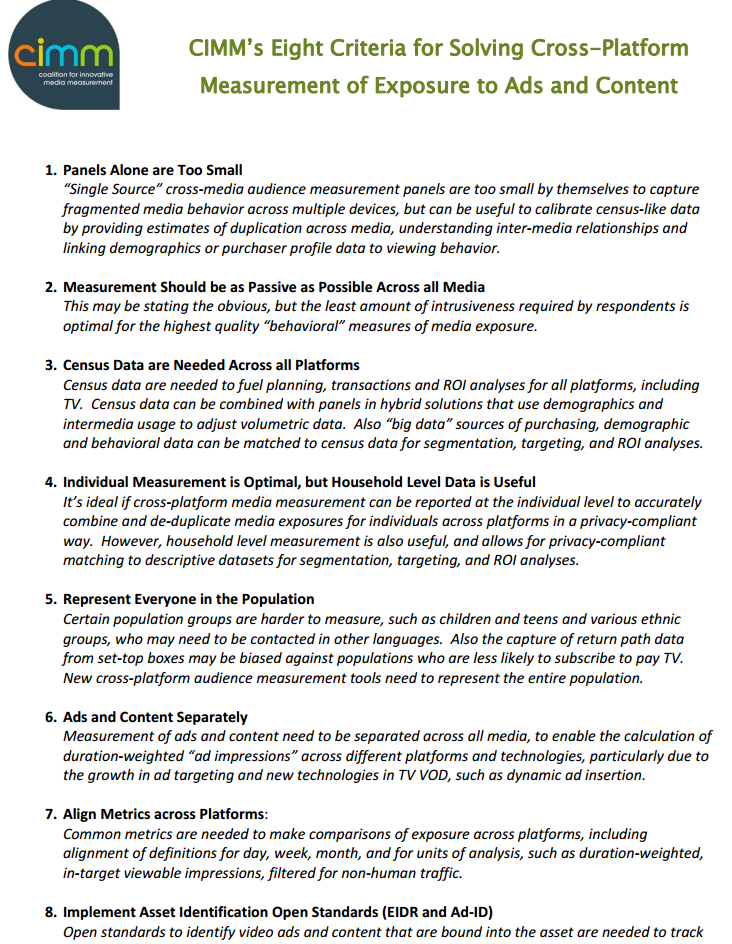 cimm
coalition for innovative
media measurement
CIMM’s Eight Criteria for Solving Cross-Platform
Measurement of Exposure to Ads and Content
1. Panels Alone are Too Small
“Single Source” cross-media audience measurement panels are too small by themselves to capture
fragmented media behavior across multiple devices, but can be useful to calibrate census-like data
by providing estimates of duplication across media, understanding inter-media relationships and
linking demographics or purchaser profile data to viewing behavior.
2. Measurement Should be as Passive as Possible Across all Media
This may be stating the obvious, but the least amount of intrusiveness required by respondents is
optimal for the highest quality “behavioral” measures of media exposure.
3. Census Data are Needed Across all Platforms
Census data are needed to fuel planning, transactions and ROI analyses for all platforms, including
TV. Census data can be combined with panels in hybrid solutions that use demographics and
intermedia usage to adjust volumetric data. Also “big data” sources of purchasing, demographic
and behavioral data can be matched to census data for segmentation, targeting, and ROI analyses.
4. Individual Measurement is Optimal, but Household Level Data is Useful
It’s ideal if cross-platform media measurement can be reported at the individual level to accurately
combine and de-duplicate media exposures for individuals across platforms in a privacy-compliant
way. However, household level measurement is also useful, and allows for privacy-compliant
matching to descriptive datasets for segmentation, targeting, and ROI analyses.
5. Represent Everyone in the Population
Certain population groups are harder to measure, such as children and teens and various ethnic
groups, who may need to be contacted in other languages. Also the capture of return path data
from set-top boxes may be biased against populations who are less likely to subscribe to pay TV.
New cross-platform audience measurement tools need to represent the entire population.
6. Ads and Content Separately
Measurement of ads and content need to be separated across all media, to enable the calculation of
duration-weighted “ad impressions” across different platforms and technologies, particularly due to
the growth in ad targeting and new technologies in TV VOD, such as dynamic ad insertion.
7. Align Metrics across Platforms:
Common metrics are needed to make comparisons of exposure across platforms, including
alignment of definitions for day, week, month, and for units of analysis, such as duration-weighted,
in-target viewable impressions, filtered for non-human traffic.
8. Implement Asset Identification Open Standards (EIDR and Ad-ID)
Open standards to identify video ads and content that are bound into the asset are needed to track